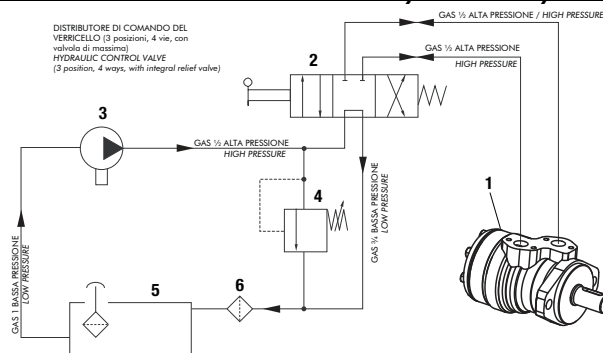 GAS ½ ALTA PRESSIONE / HIGH PRESSURE
DISTRIBUTORE DI COMANDO DEL
VERRICELLO (3 posizioni, 4 vie, con
valvola di massima)
HYDRAULIC CONTROL VALVE
(3 position, 4 ways, with integral relief valve)
GAS ½ ALTA PRESSIONE
HIGH PRESSURE
2
3
GAS ½ ALTA PRESSIONE
HIGH PRESSURE
1
4
GAS ¾ BASSA PRESSIONE
LOW PRESSURE
GAS 1 BASSA PRESSIONE
LOW PRESSURE
5
6